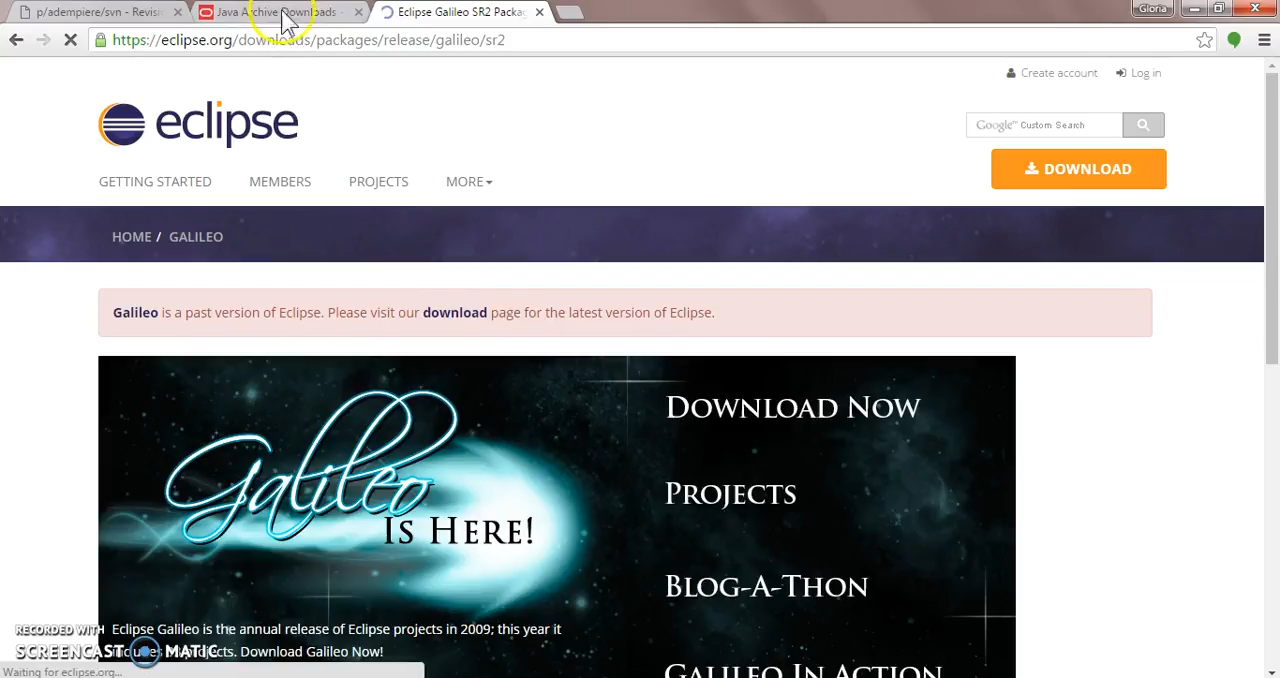 p/adempiere/svn - Revisi
Java Archive Downloads -
Eclipse Galileo SR2 Packa
Gloria
https://eclipse.org/downloads/packages/release/galileo/sr2
Create account
Log in
eclipse
Google™ Custom Search
DOWNLOAD
GETTING STARTED
MEMBERS
PROJECTS
MORE
HOME / GALILEO
Galileo is a past version of Eclipse. Please visit our download page for the latest version of Eclipse.
Galileo
Is Here!
Download Now
Projects
Blog-A-Thon
Galileo in Action
Eclipse Galileo is the annual release of Eclipse projects in 2009; this year it
projects. Download Galileo Now!
RECORDED WITH
SCREENCAST MATIC
Waiting for eclipse.org...